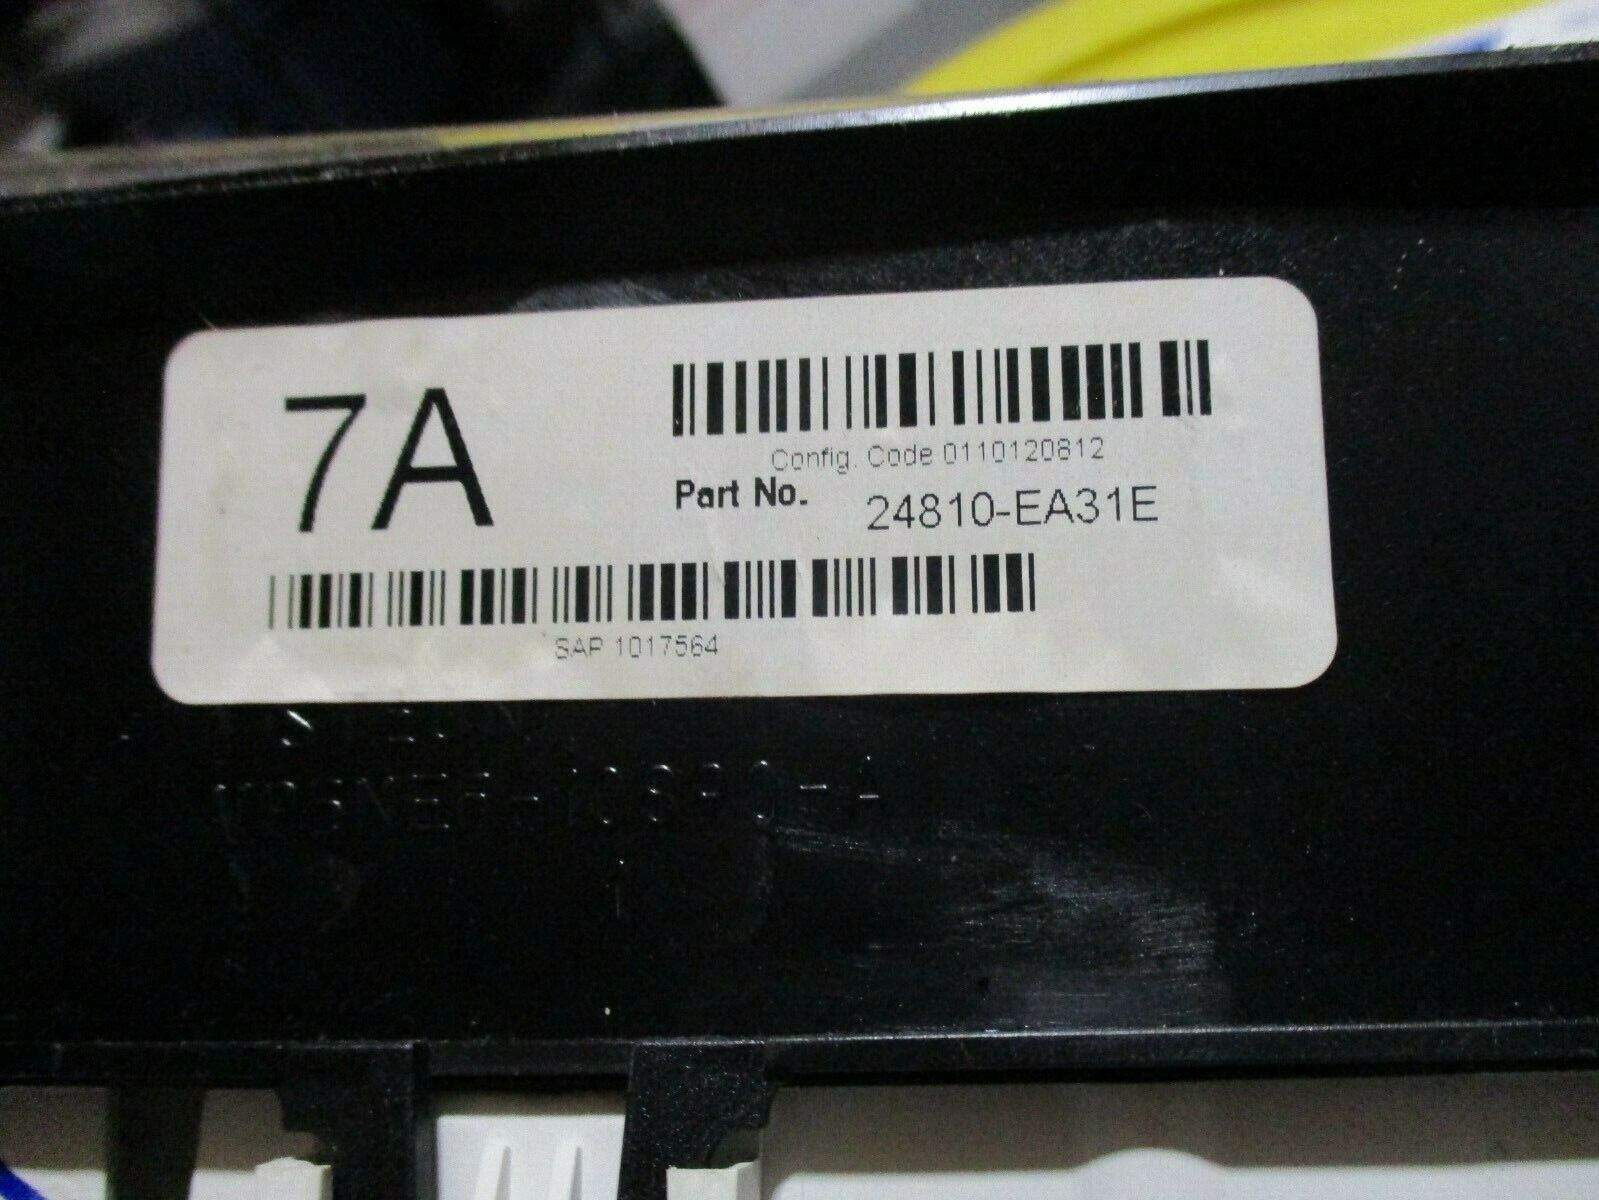 7A
Config. Code 0110120812
Part No. 24810-EA31E
SAP 1017564